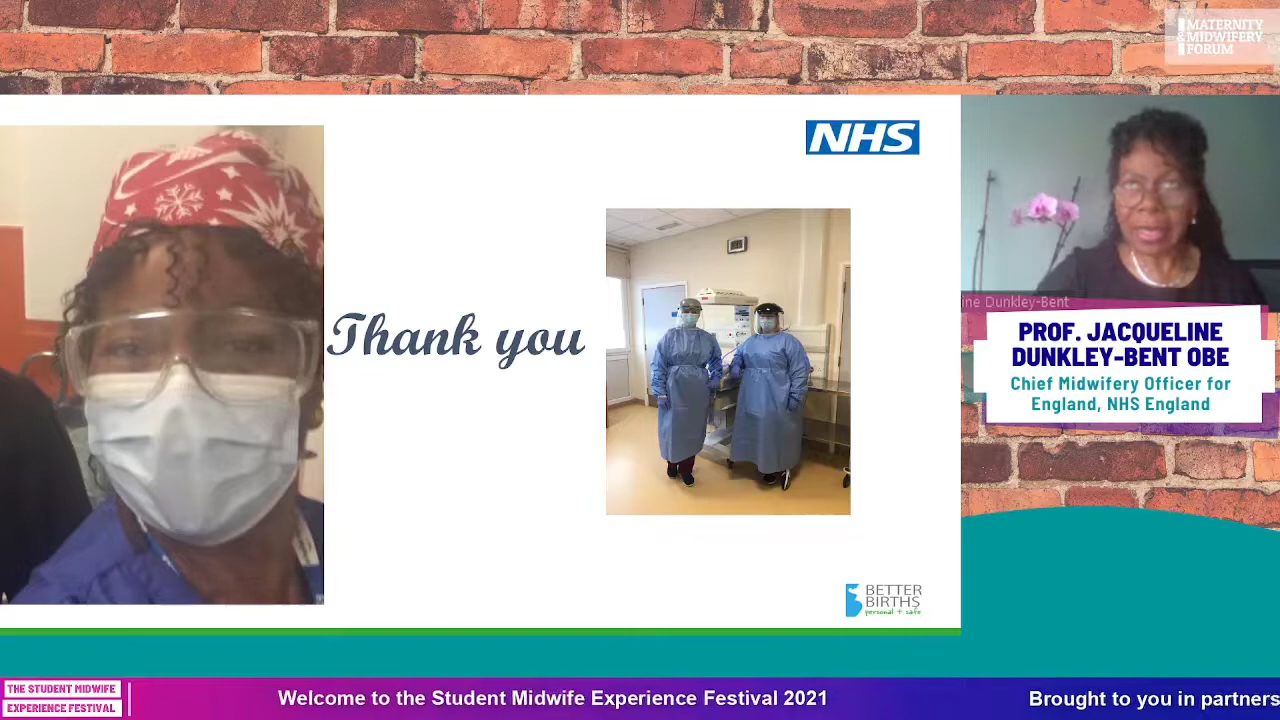 MATERNITY
& MIDWIFERY
FORUM
NHS
Thank you
ine Dunkley-Bent
PROF. JACQUELINE
DUNKLEY-BENT OBE
Chief Midwifery Officer for
England, NHS England
BETTER
BIRTHS
personal + safe
THE STUDENT MIDWIFE
EXPERIENCE FESTIVAL
Welcome to the Student Midwife Experience Festival 2021
Brought to you in partners